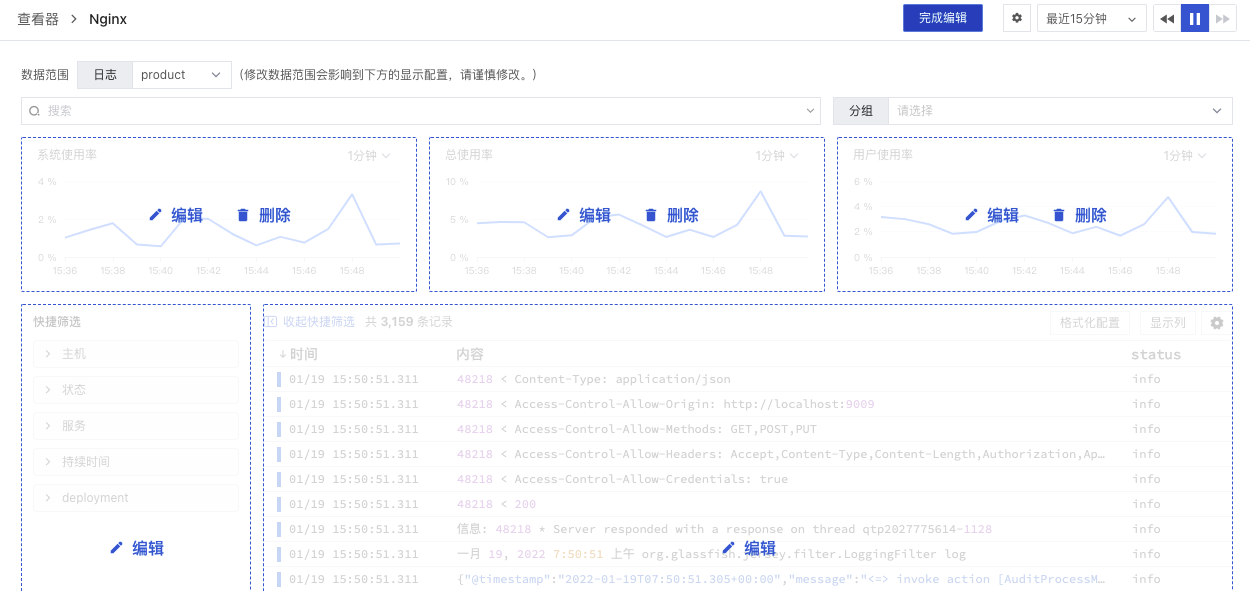 查看器 > Nginx 完成编辑 最近15分钟
数据范围 日志 product (修改数据范围会影响到下方的显示配置，请谨慎修改。)
搜索 分组 请选择
系统使用率 1分钟
4 %
2 %
0 %
编辑 删除
15:36 15:38 15:40 15:42 15:44 15:46 15:48
总使用率 1分钟
10 %
5 %
0 %
编辑 删除
15:36 15:38 15:40 15:42 15:44 15:46 15:48
用户使用率 1分钟
6 %
4 %
2 %
0 %
编辑 删除
15:36 15:38 15:40 15:42 15:44 15:46 15:48
快捷筛选
主机
状态
服务
持续时间
deployment
编辑
收起快捷筛选 共 3,159 条记录 格式化配置 显示列
↓时间 内容 status
01/19 15:50:51.311 48218 < Content-Type: application/json info
01/19 15:50:51.311 48218 < Access-Control-Allow-Origin: http://localhost:9009 info
01/19 15:50:51.311 48218 < Access-Control-Allow-Methods: GET,POST,PUT info
01/19 15:50:51.311 48218 < Access-Control-Allow-Headers: Accept,Content-Type,Content-Length,Authorization,Ap… info
01/19 15:50:51.311 48218 < Access-Control-Allow-Credentials: true info
01/19 15:50:51.311 48218 < 200 info
01/19 15:50:51.311 信息: 48218 * Server responded with a response on thread qtp2027775614-1128 info
01/19 15:50:51.311 一月 19, 2022 7:50:51 上午 org.glassfish.jersey.filter.LoggingFilter log info
编辑
01/19 15:50:51.311 {"@timestamp":"2022-01-19T07:50:51.305+00:00","message":"<=> invoke action [AuditProcessM… info